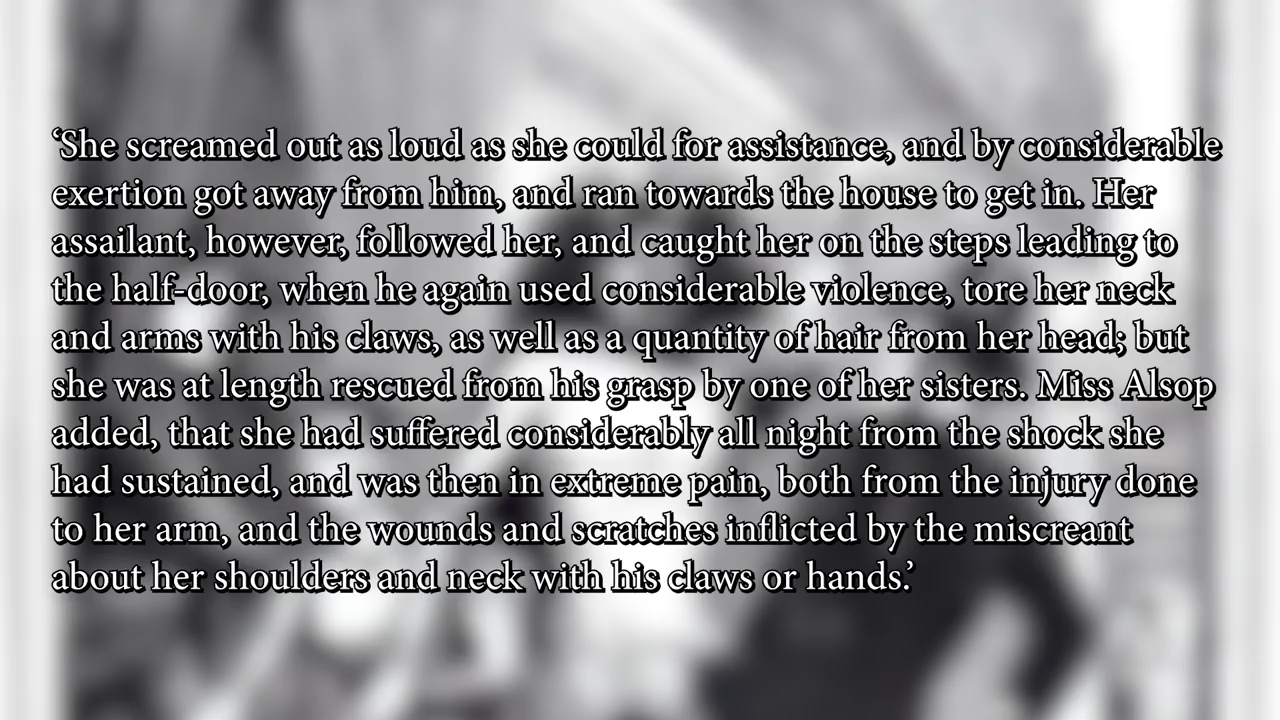 ‘She screamed out as loud as she could for assistance, and by considerable
exertion got away from him, and ran towards the house to get in. Her
assailant, however, followed her, and caught her on the steps leading to
the half-door, when he again used considerable violence, tore her neck
and arms with his claws, as well as a quantity of hair from her head; but
she was at length rescued from his grasp by one of her sisters. Miss Alsop
added, that she had suffered considerably all night from the shock she
had sustained, and was then in extreme pain, both from the injury done
to her arm, and the wounds and scratches inflicted by the miscreant
about her shoulders and neck with his claws or hands.’